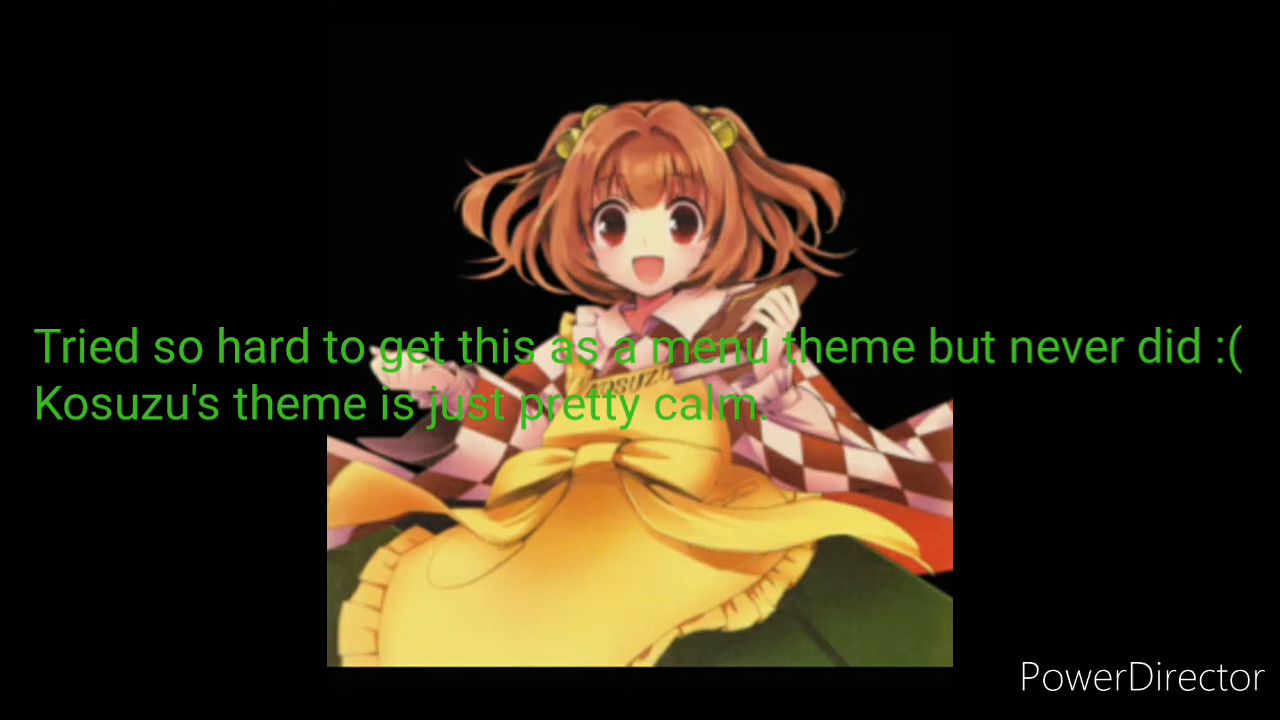 Tried so hard to get this as a menu theme but never did :(
Kosuzu's theme is just pretty calm.
KOSUZU
PowerDirector